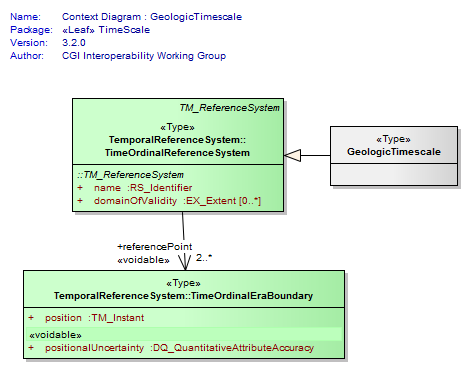 Name: Context Diagram : GeologicTimescale
Package: «Leaf» TimeScale
Version: 3.2.0
Author: CGI Interoperability Working Group
TM_ReferenceSystem
«Type»
TemporalReferenceSystem::
TimeOrdinalReferenceSystem
::TM_ReferenceSystem
+ name :RS_Identifier
+ domainOfValidity :EX_Extent [0..*]
«Type»
GeologicTimescale
+referencePoint
«voidable» 2..*
«Type»
TemporalReferenceSystem::TimeOrdinalEraBoundary
+ position :TM_Instant
«voidable»
+ positionalUncertainty :DQ_QuantitativeAttributeAccuracy